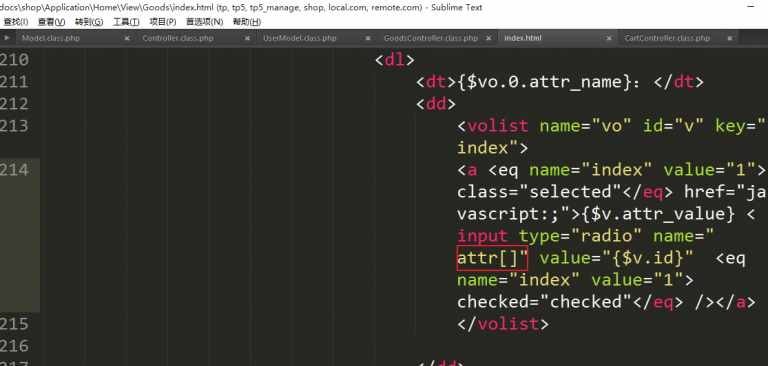 docs\shop\Application\Home\View\Goods\index.html (tp, tp5, tp5_manage, shop, local.com, remote.com) - Sublime Text
查找(I) 查看(V) 转到(G) 工具(T) 项目(P) 首选项(N) 帮助(H)
Model.class.php × Controller.class.php × UserModel.class.php × GoodsController.class.php × index.html × CartController.class.php ×
210 <dl>
211 <dt>{$vo.0.attr_name}：</dt>
212 <dd>
213 <volist name="vo" id="v" key="
index">
214 <a <eq name="index" value="1">
class="selected"</eq> href="ja
vascript:;">{$v.attr_value} <
input type="radio" name="
attr[]" value="{$v.id}"  <eq
name="index" value="1">
checked="checked"</eq> /></a>
215 </volist>
216
217 </dd>